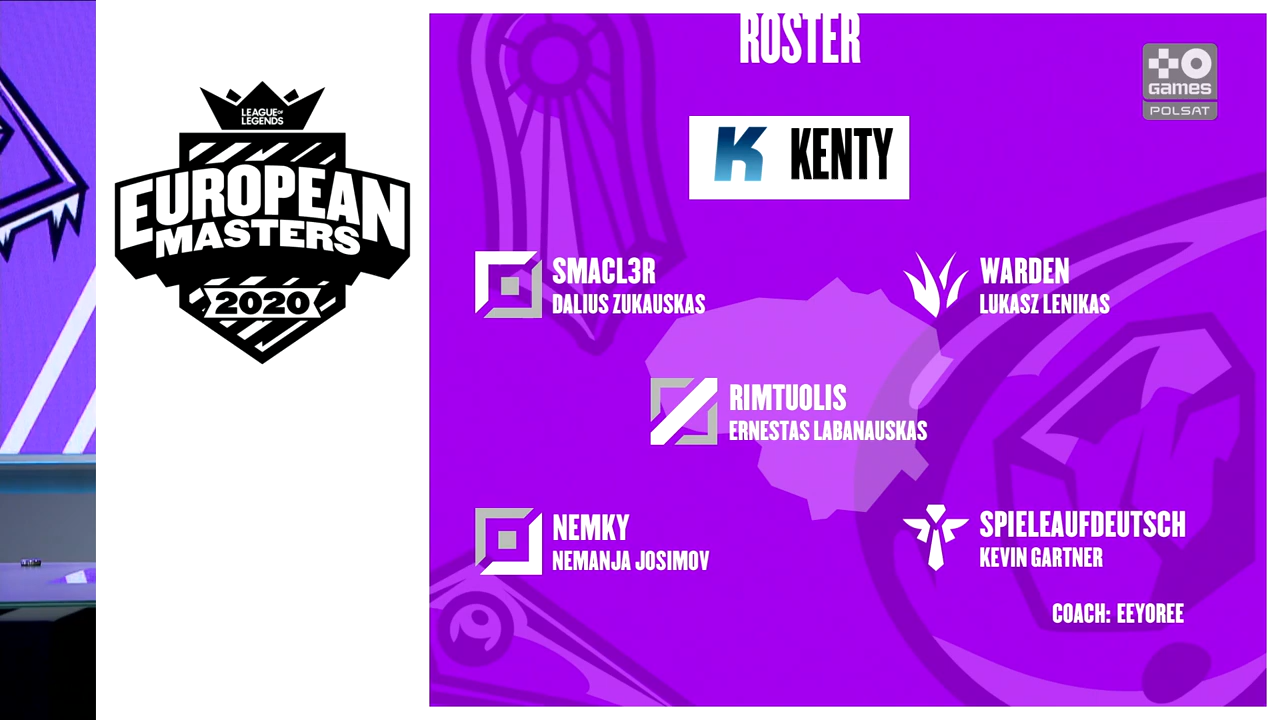 LEAGUE OF
LEGENDS
EUROPEAN
MASTERS
2020
ROSTER
GAMES
POLSAT
K KENTY
SMACL3R
DALIUS ZUKAUSKAS
WARDEN
LUKASZ LENIKAS
RIMTUOLIS
ERNESTAS LABANAUSKAS
NEMKY
NEMANJA JOSIMOV
SPIELEAUFDEUTSCH
KEVIN GARTNER
COACH: EEYOREE